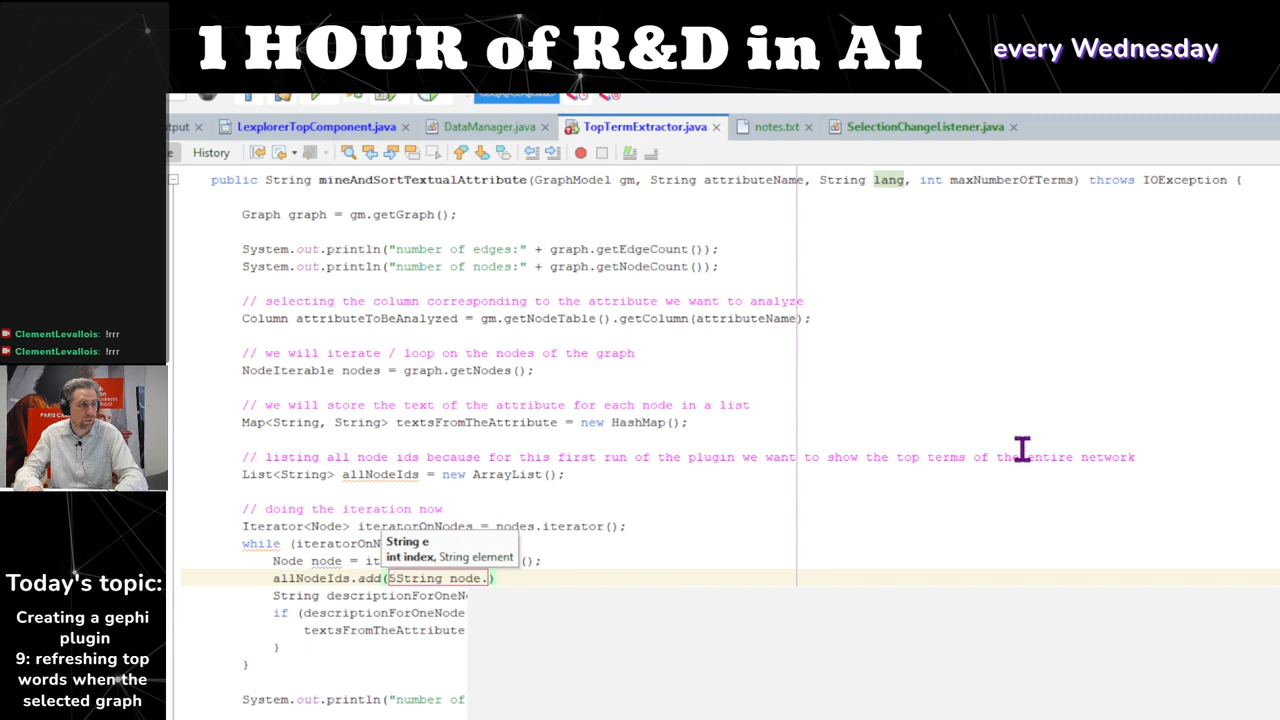 1 HOUR of R&D in AI
every Wednesday
LexplorerTopComponent.java
DataManager.java
TopTermExtractor.java
notes.txt
SelectionChangeListener.java
History
public String mineAndSortTextualAttribute(GraphModel gm, String attributeName, String lang, int maxNumberOfTerms) throws IOException {
Graph graph = gm.getGraph();
System.out.println("number of edges:" + graph.getEdgeCount());
System.out.println("number of nodes:" + graph.getNodeCount());
// selecting the column corresponding to the attribute we want to analyze
Column attributeToBeAnalyzed = gm.getNodeTable().getColumn(attributeName);
// we will iterate / loop on the nodes of the graph
NodeIterable nodes = graph.getNodes();
// we will store the text of the attribute for each node in a list
Map<String, String> textsFromTheAttribute = new HashMap();
// listing all node ids because for this first run of the plugin we want to show the top terms of the entire network
List<String> allNodeIds = new ArrayList();
// doing the iteration now
Iterator<Node> iteratorOnNodes = nodes.iterator();
while (iteratorOnN
String e
int index, String element
Node node = it
();
allNodeIds.add(5String node.)
String descriptionForOneN
if (descriptionForOneNode
textsFromTheAttribute
}
}
System.out.println("number of
ClementLevallois: !rrr
ClementLevallois: !rrr
Today's topic:
Creating a gephi
plugin
9: refreshing top
words when the
selected graph